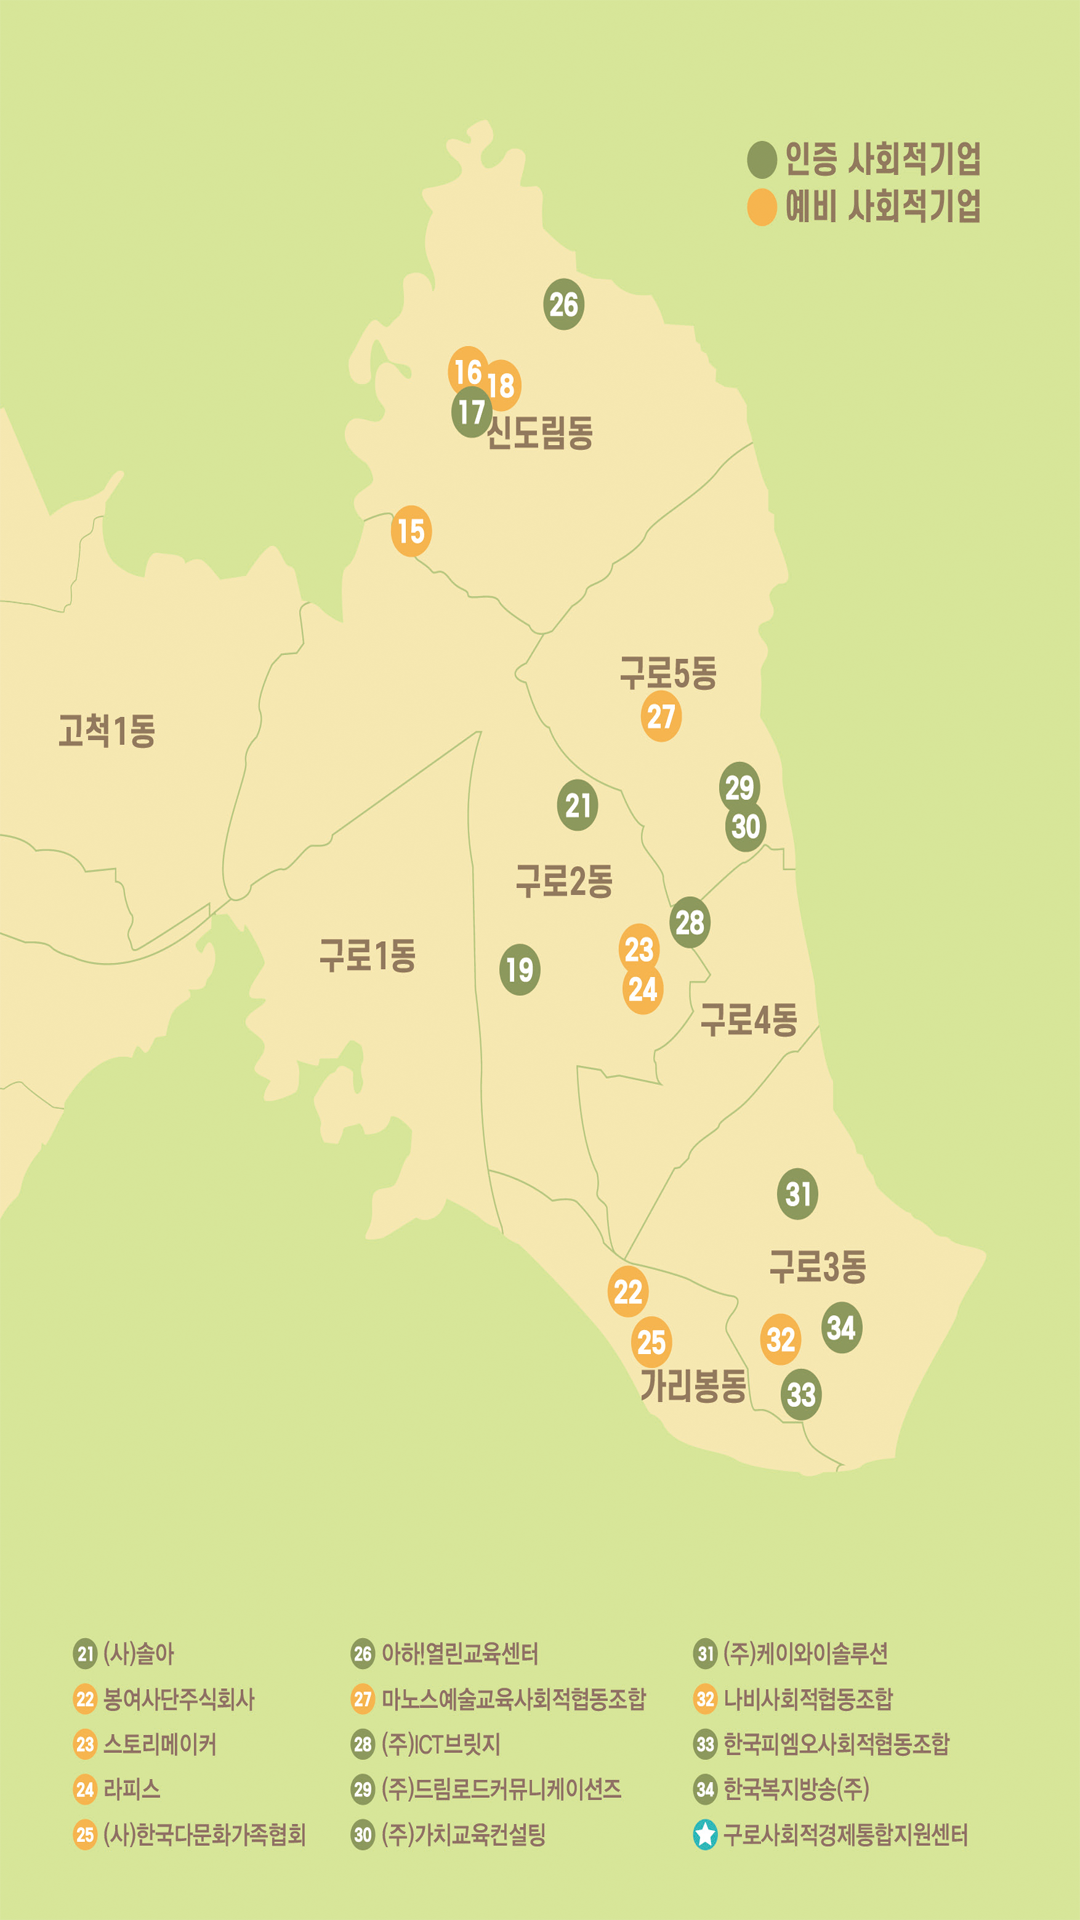 인증 사회적기업
예비 사회적기업
26
16
18
17
신도림동
15
구로5동
27
고척1동
29
21
30
구로2동
28
23
구로1동
19
24
구로4동
31
구로3동
22
34
32
25
가리봉동
33
21 (사)솔아
22 봉여사단주식회사
23 스토리메이커
24 라피스
25 (사)한국다문화가족협회
26 아하!열린교육센터
27 마노스예술교육사회적협동조합
28 (주)ICT브릿지
29 (주)드림로드커뮤니케이션즈
30 (주)가치교육컨설팅
31 (주)케이와이솔루션
32 나비사회적협동조합
33 한국피엠오사회적협동조합
34 한국복지방송(주)
구로사회적경제통합지원센터